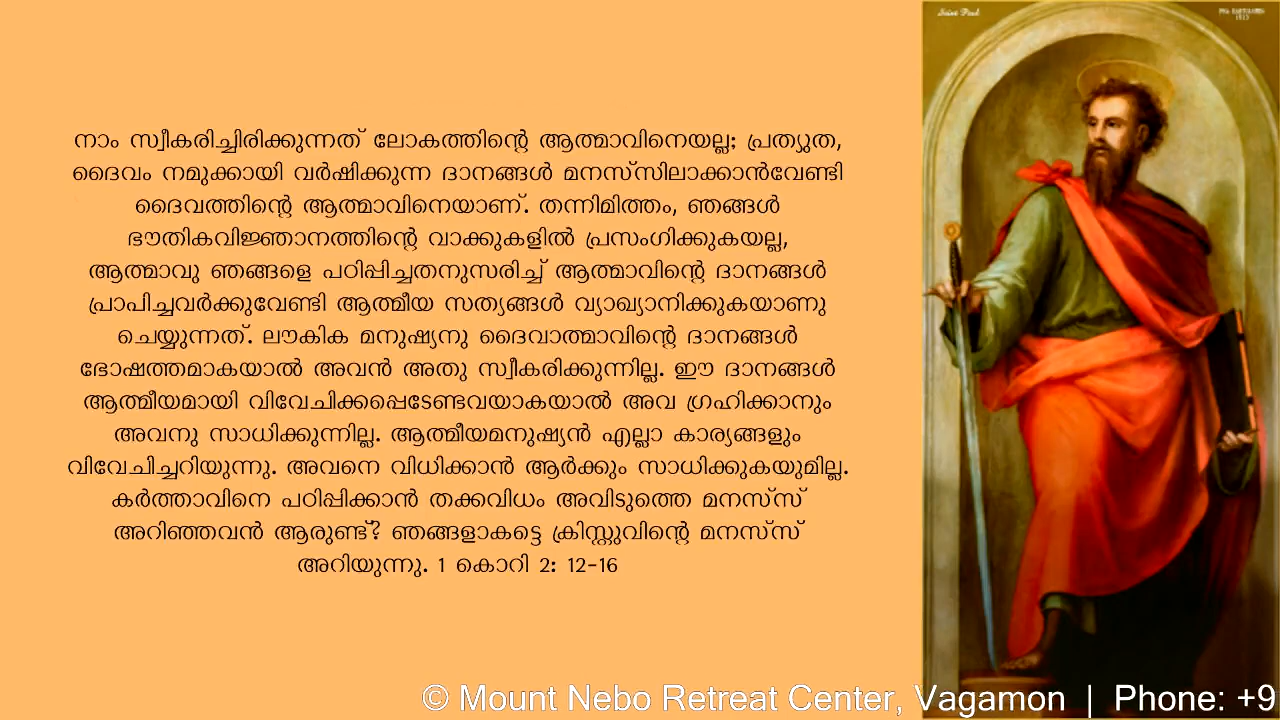 Saint Paul
നാം സ്വീകരിച്ചിരിക്കുന്നത് ലോകത്തിന്റെ ആത്മാവിനെയല്ല; പ്രത്യുത,
ദൈവം നമുക്കായി വർഷിക്കുന്ന ദാനങ്ങൾ മനസ്സിലാക്കാൻവേണ്ടി
ദൈവത്തിന്റെ ആത്മാവിനെയാണ്. തന്നിമിത്തം, ഞങ്ങൾ
ഭൗതികവിജ്ഞാനത്തിന്റെ വാക്കുകളിൽ പ്രസംഗിക്കുകയല്ല,
ആത്മാവു ഞങ്ങളെ പഠിപ്പിച്ചതനുസരിച്ച് ആത്മാവിന്റെ ദാനങ്ങൾ
പ്രാപിച്ചവർക്കുവേണ്ടി ആത്മീയ സത്യങ്ങൾ വ്യാഖ്യാനിക്കുകയാണു
ചെയ്യുന്നത്. ലൗകിക മനുഷ്യനു ദൈവാത്മാവിന്റെ ദാനങ്ങൾ
ഭോഷത്തമാകയാൽ അവൻ അതു സ്വീകരിക്കുന്നില്ല. ഈ ദാനങ്ങൾ
ആത്മീയമായി വിവേചിക്കപ്പെടേണ്ടവയാകയാൽ അവ ഗ്രഹിക്കാനും
അവനു സാധിക്കുന്നില്ല. ആത്മീയമനുഷ്യൻ എല്ലാ കാര്യങ്ങളും
വിവേചിച്ചറിയുന്നു. അവനെ വിധിക്കാൻ ആർക്കും സാധിക്കുകയുമില്ല.
കർത്താവിനെ പഠിപ്പിക്കാൻ തക്കവിധം അവിടുത്തെ മനസ്സ്
അറിഞ്ഞവൻ ആരുണ്ട്? ഞങ്ങളാകട്ടെ ക്രിസ്തുവിന്റെ മനസ്സ്
അറിയുന്നു. 1 കൊറി 2: 12-16
© Mount Nebo Retreat Center, Vagamon | Phone: +9